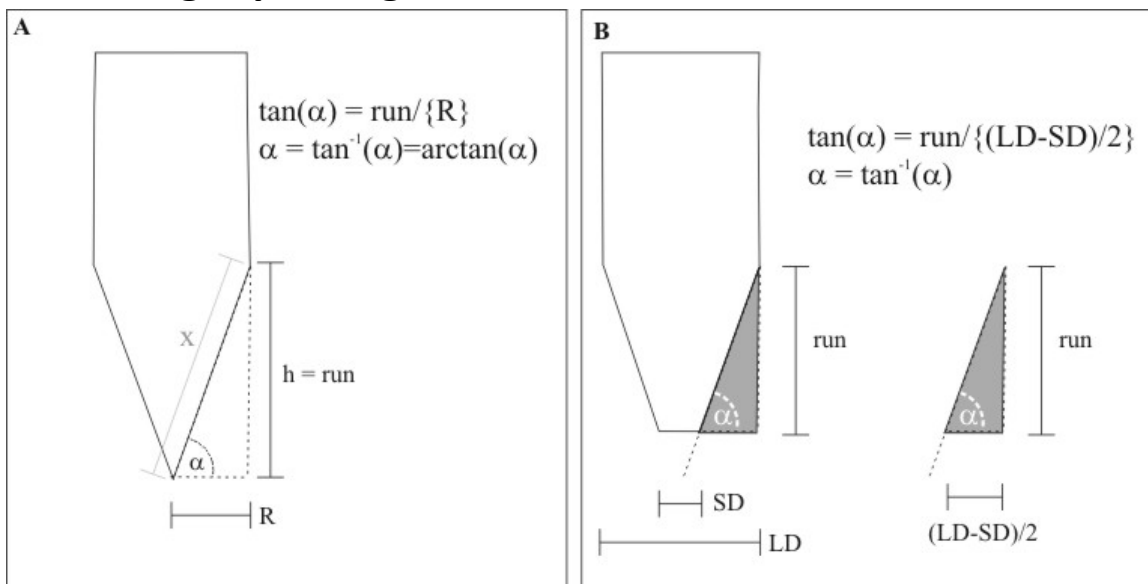 A
tan(α) = run/{R}
α = tan⁻¹(α)=arctan(α)
X
h = run
α
R
B
tan(α) = run/{(LD-SD)/2}
α = tan⁻¹(α)
run
run
α
α
SD
LD
(LD-SD)/2